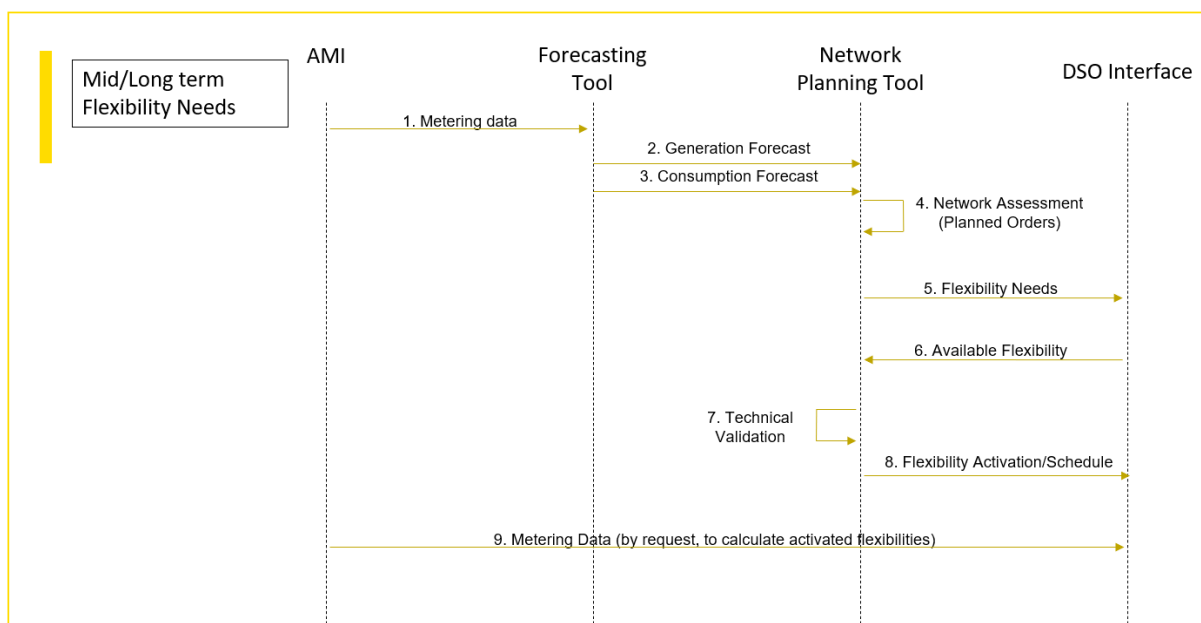 Mid/Long term
Flexibility Needs
AMI
Forecasting
Tool
Network
Planning Tool
DSO Interface
1. Metering data
2. Generation Forecast
3. Consumption Forecast
4. Network Assessment
(Planned Orders)
5. Flexibility Needs
6. Available Flexibility
7. Technical
Validation
8. Flexibility Activation/Schedule
9. Metering Data (by request, to calculate activated flexibilities)